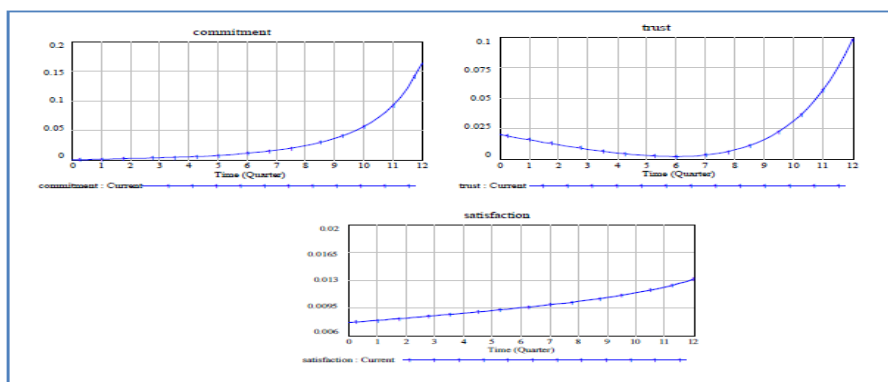 commitment
0.2
0.15
0.1
0.05
0
0 1 2 3 4 5 6 7 8 9 10 11 12
Time (Quarter)
commitment : Current
trust
0.1
0.075
0.05
0.025
0
0 1 2 3 4 5 6 7 8 9 10 11 12
Time (Quarter)
trust : Current
satisfaction
0.02
0.0165
0.013
0.0095
0.006
0 1 2 3 4 5 6 7 8 9 10 11 12
Time (Quarter)
satisfaction : Current